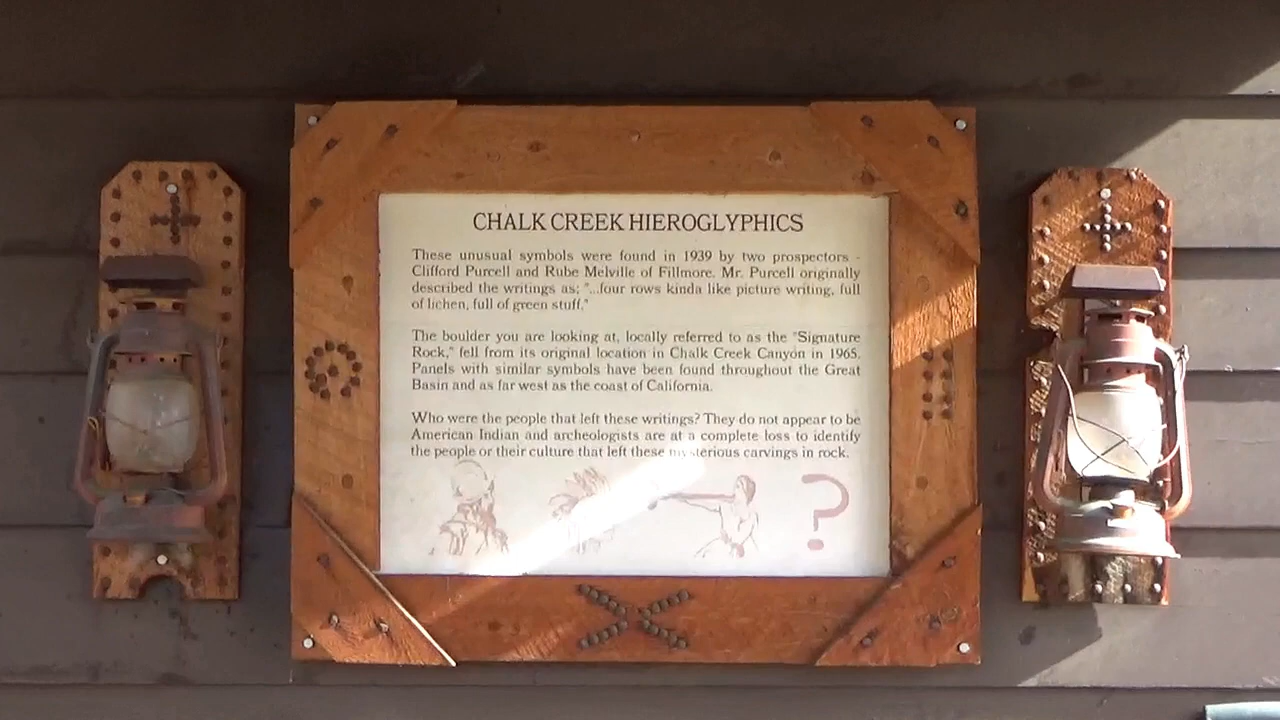 CHALK CREEK HIEROGLYPHICS
These unusual symbols were found in 1939 by two prospectors -
Clifford Purcell and Rube Melville of Fillmore. Mr. Purcell originally
described the writings as; "...four rows kinda like picture writing, full
of lichen, full of green stuff."
The boulder you are looking at, locally referred to as the "Signature
Rock," fell from its original location in Chalk Creek Canyon in 1965.
Panels with similar symbols have been found throughout the Great
Basin and as far west as the coast of California.
Who were the people that left these writings? They do not appear to be
American Indian and archeologists are at a complete loss to identify
the people or their culture that left these mysterious carvings in rock.
?